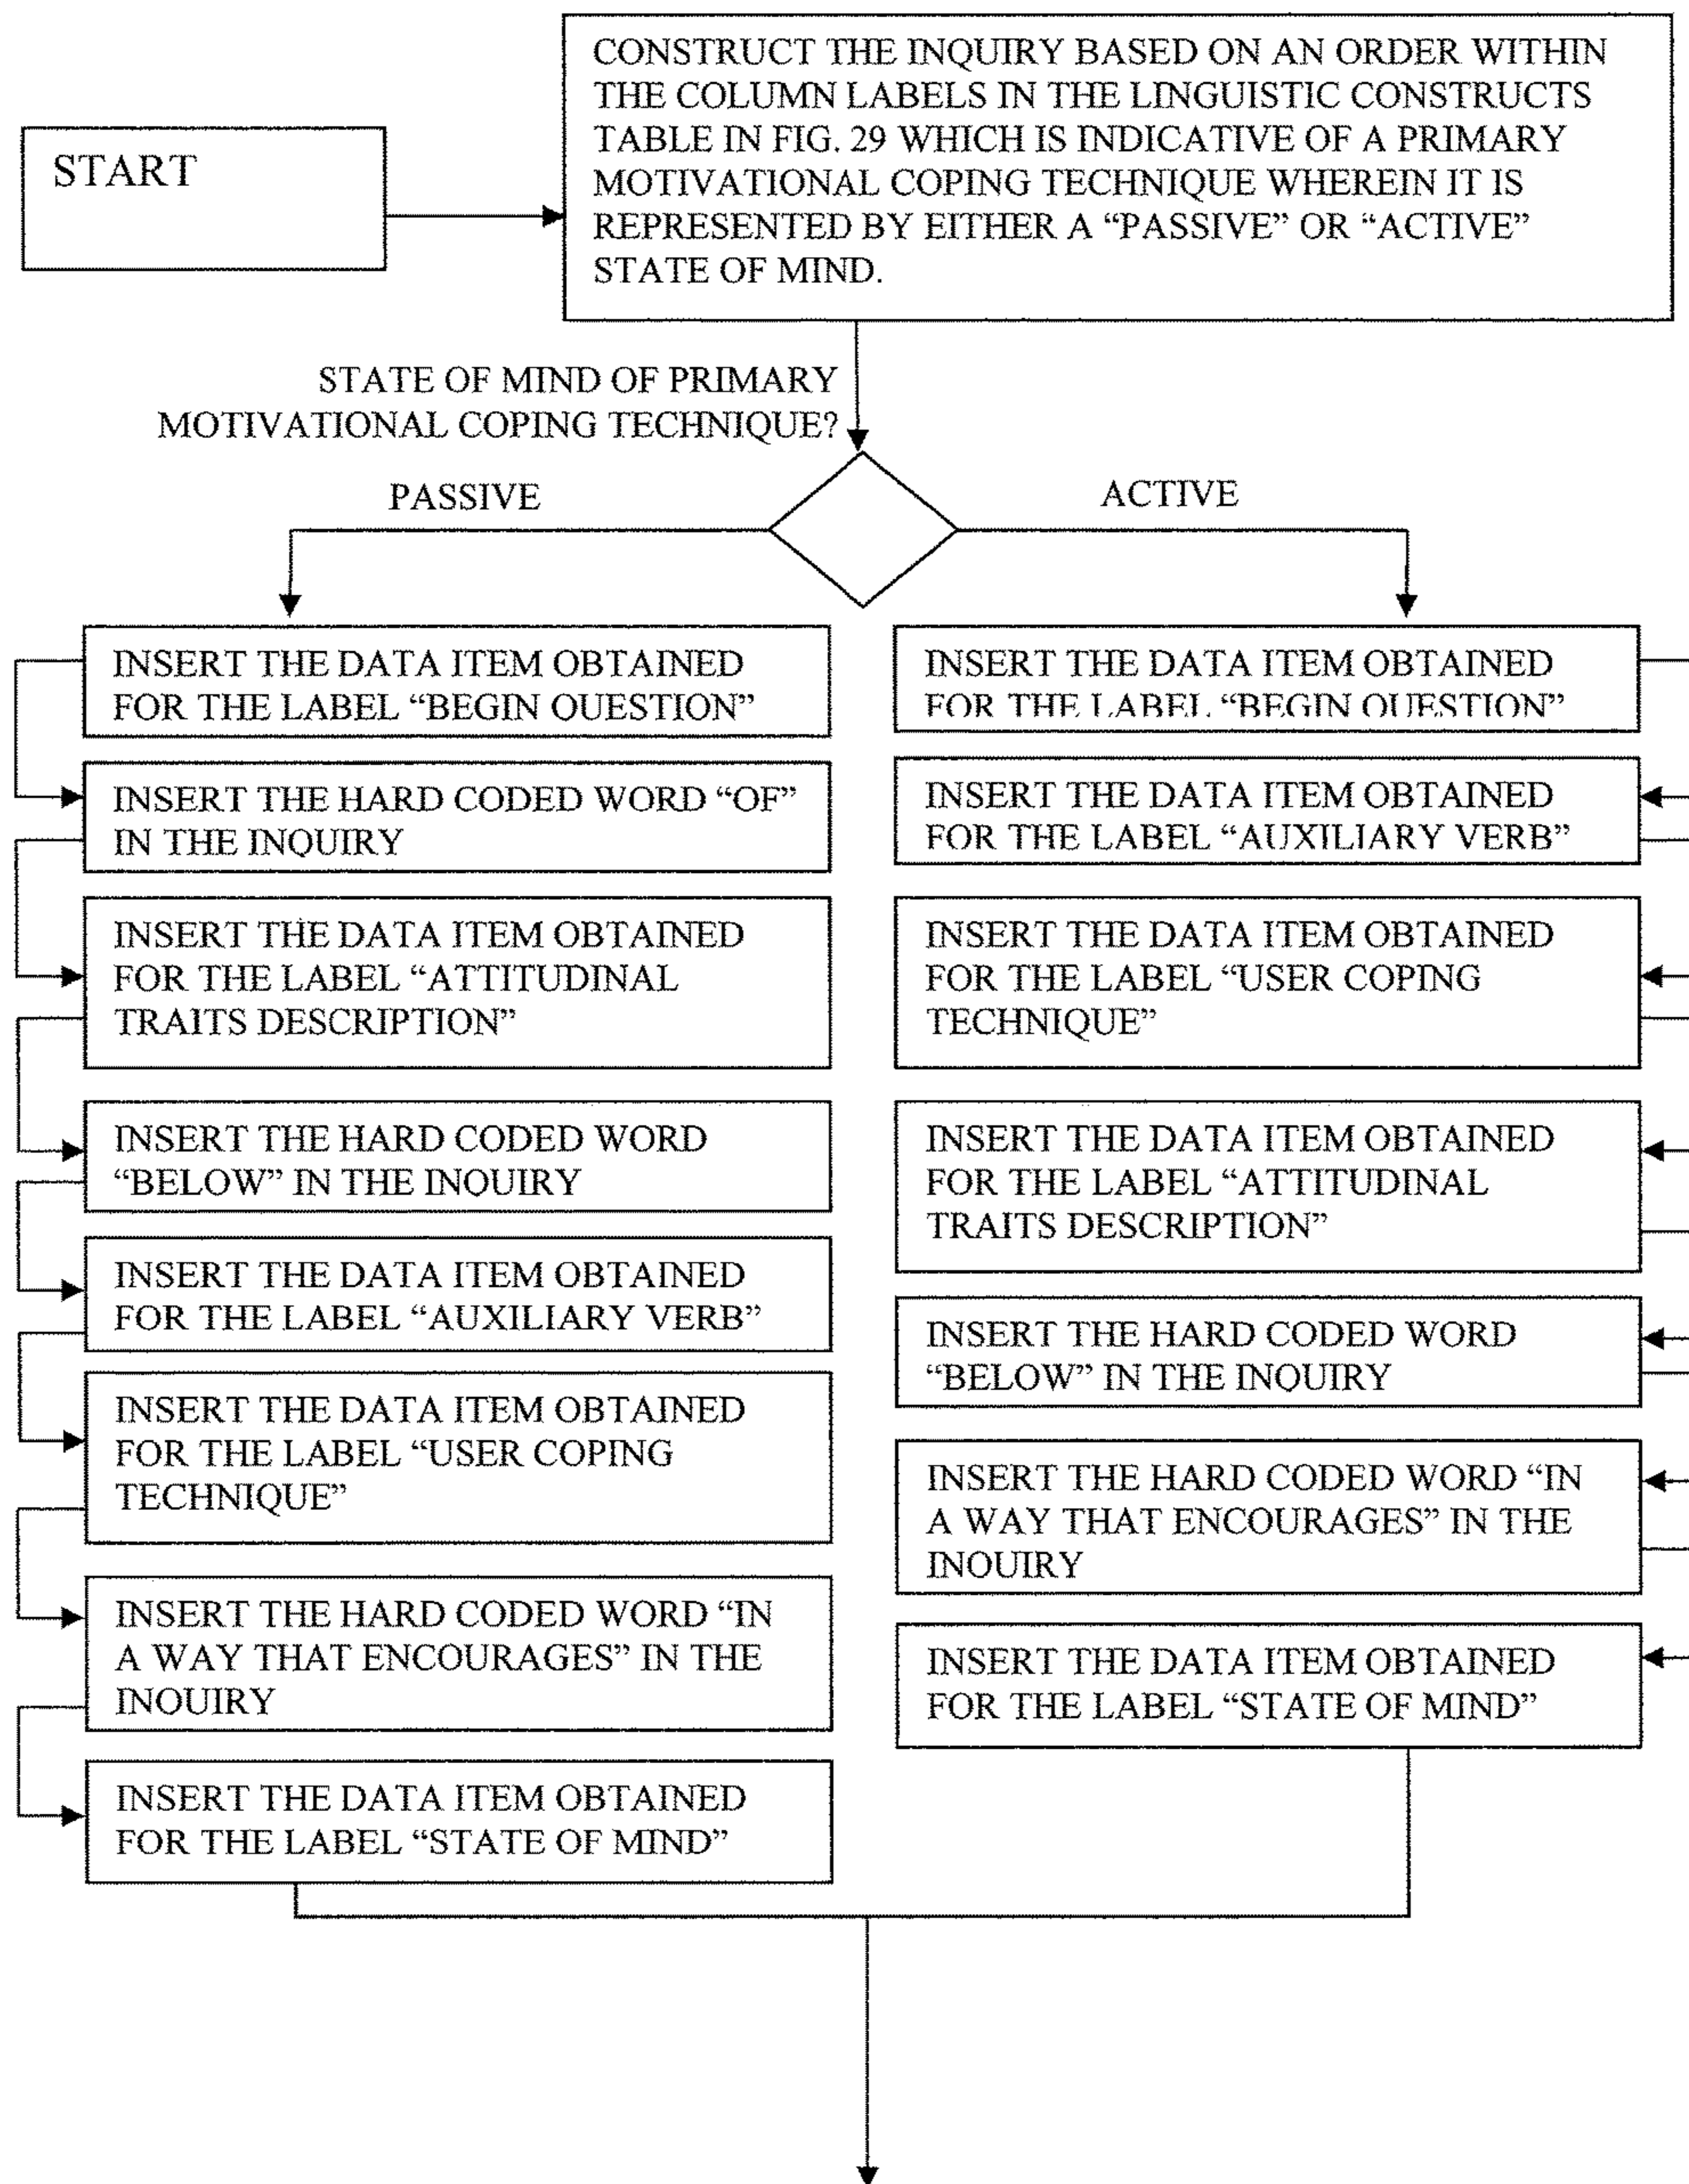 START
CONSTRUCT THE INQUIRY BASED ON AN ORDER WITHIN
THE COLUMN LABELS IN THE LINGUISTIC CONSTRUCTS
TABLE IN FIG. 29 WHICH IS INDICATIVE OF A PRIMARY
MOTIVATIONAL COPING TECHNIQUE WHEREIN IT IS
REPRESENTED BY EITHER A “PASSIVE” OR “ACTIVE”
STATE OF MIND.
STATE OF MIND OF PRIMARY
MOTIVATIONAL COPING TECHNIQUE?
PASSIVE
ACTIVE
INSERT THE DATA ITEM OBTAINED
FOR THE LABEL “BEGIN QUESTION”
INSERT THE HARD CODED WORD “OF”
IN THE INQUIRY
INSERT THE DATA ITEM OBTAINED
FOR THE LABEL “ATTITUDINAL
TRAITS DESCRIPTION”
INSERT THE HARD CODED WORD
“BELOW” IN THE INQUIRY
INSERT THE DATA ITEM OBTAINED
FOR THE LABEL “AUXILIARY VERB”
INSERT THE DATA ITEM OBTAINED
FOR THE LABEL “USER COPING
TECHNIQUE”
INSERT THE HARD CODED WORD “IN
A WAY THAT ENCOURAGES” IN THE
INQUIRY
INSERT THE DATA ITEM OBTAINED
FOR THE LABEL “STATE OF MIND”
INSERT THE DATA ITEM OBTAINED
FOR THE LABEL “BEGIN QUESTION”
INSERT THE DATA ITEM OBTAINED
FOR THE LABEL “AUXILIARY VERB”
INSERT THE DATA ITEM OBTAINED
FOR THE LABEL “USER COPING
TECHNIQUE”
INSERT THE DATA ITEM OBTAINED
FOR THE LABEL “ATTITUDINAL
TRAITS DESCRIPTION”
INSERT THE HARD CODED WORD
“BELOW” IN THE INQUIRY
INSERT THE HARD CODED WORD “IN
A WAY THAT ENCOURAGES” IN THE
INQUIRY
INSERT THE DATA ITEM OBTAINED
FOR THE LABEL “STATE OF MIND”